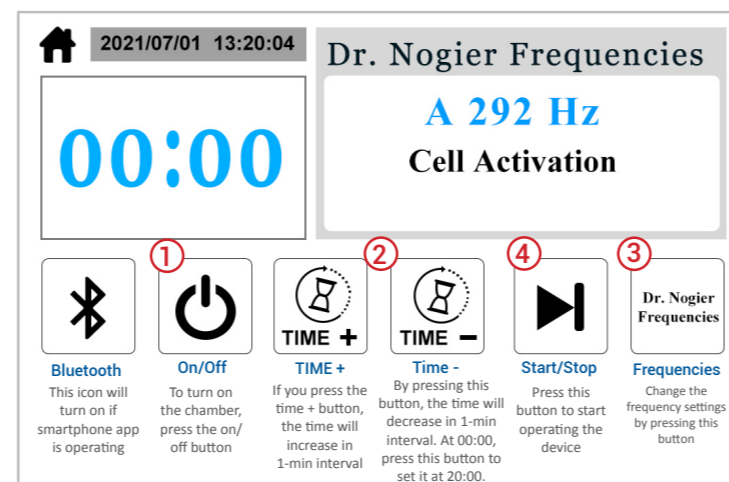 2021/07/01 13:20:04
Dr. Nogier Frequencies
00:00
A 292 Hz
Cell Activation
1
2
4
3
TIME +
TIME −
Dr. Nogier
Frequencies
Bluetooth
This icon will
turn on if
smartphone app
is operating
On/Off
To turn on
the chamber,
press the on/
off button
TIME +
If you press the
time + button,
the time will
increase in
1-min interval
Time -
By pressing this
button, the time will
decrease in 1-min
interval. At 00:00,
press this button to
set it at 20:00.
Start/Stop
Press this
button to start
operating the
device
Frequencies
Change the
frequency settings
by pressing this
button